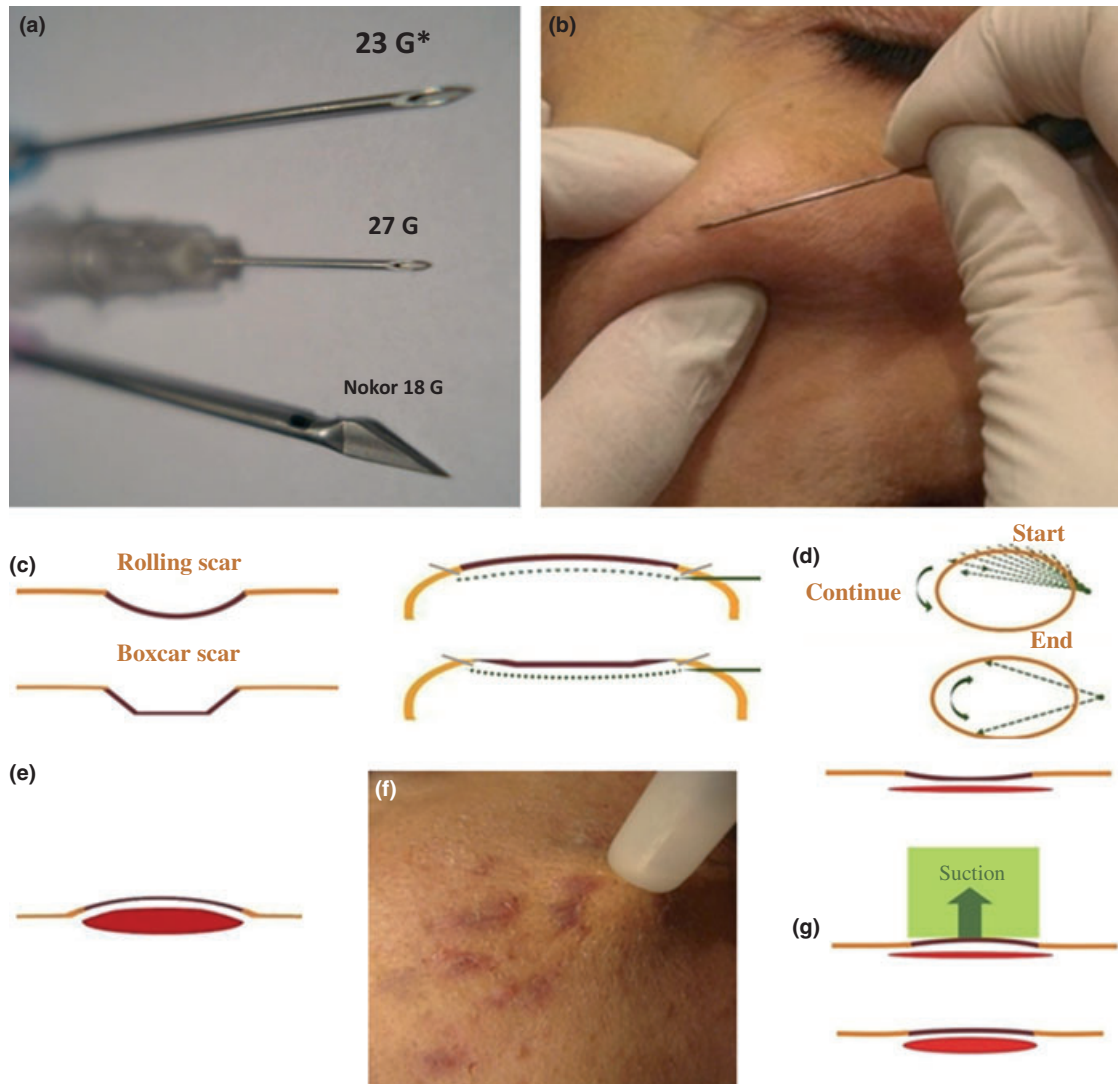 (a)
23 G*
27 G
Nokor 18 G
(b)
(c)
Rolling scar
Boxcar scar
(d)
Start
Continue
End
(e)
(f)
Suction
(g)